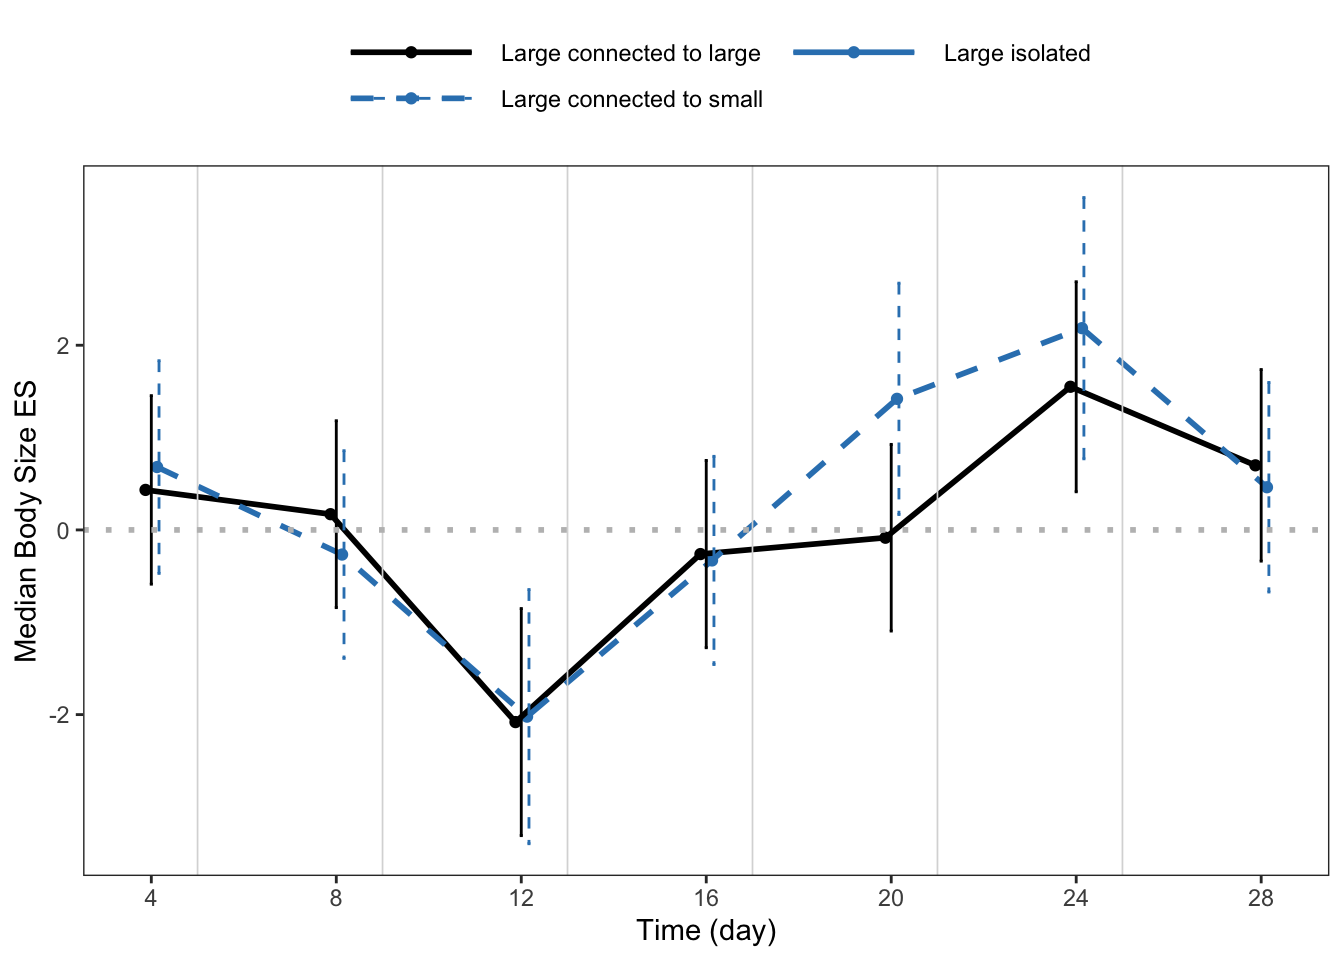 Large connected to large
Large isolated
Large connected to small
Median Body Size ES
2
0
-2
4 8 12 16 20 24 28
Time (day)